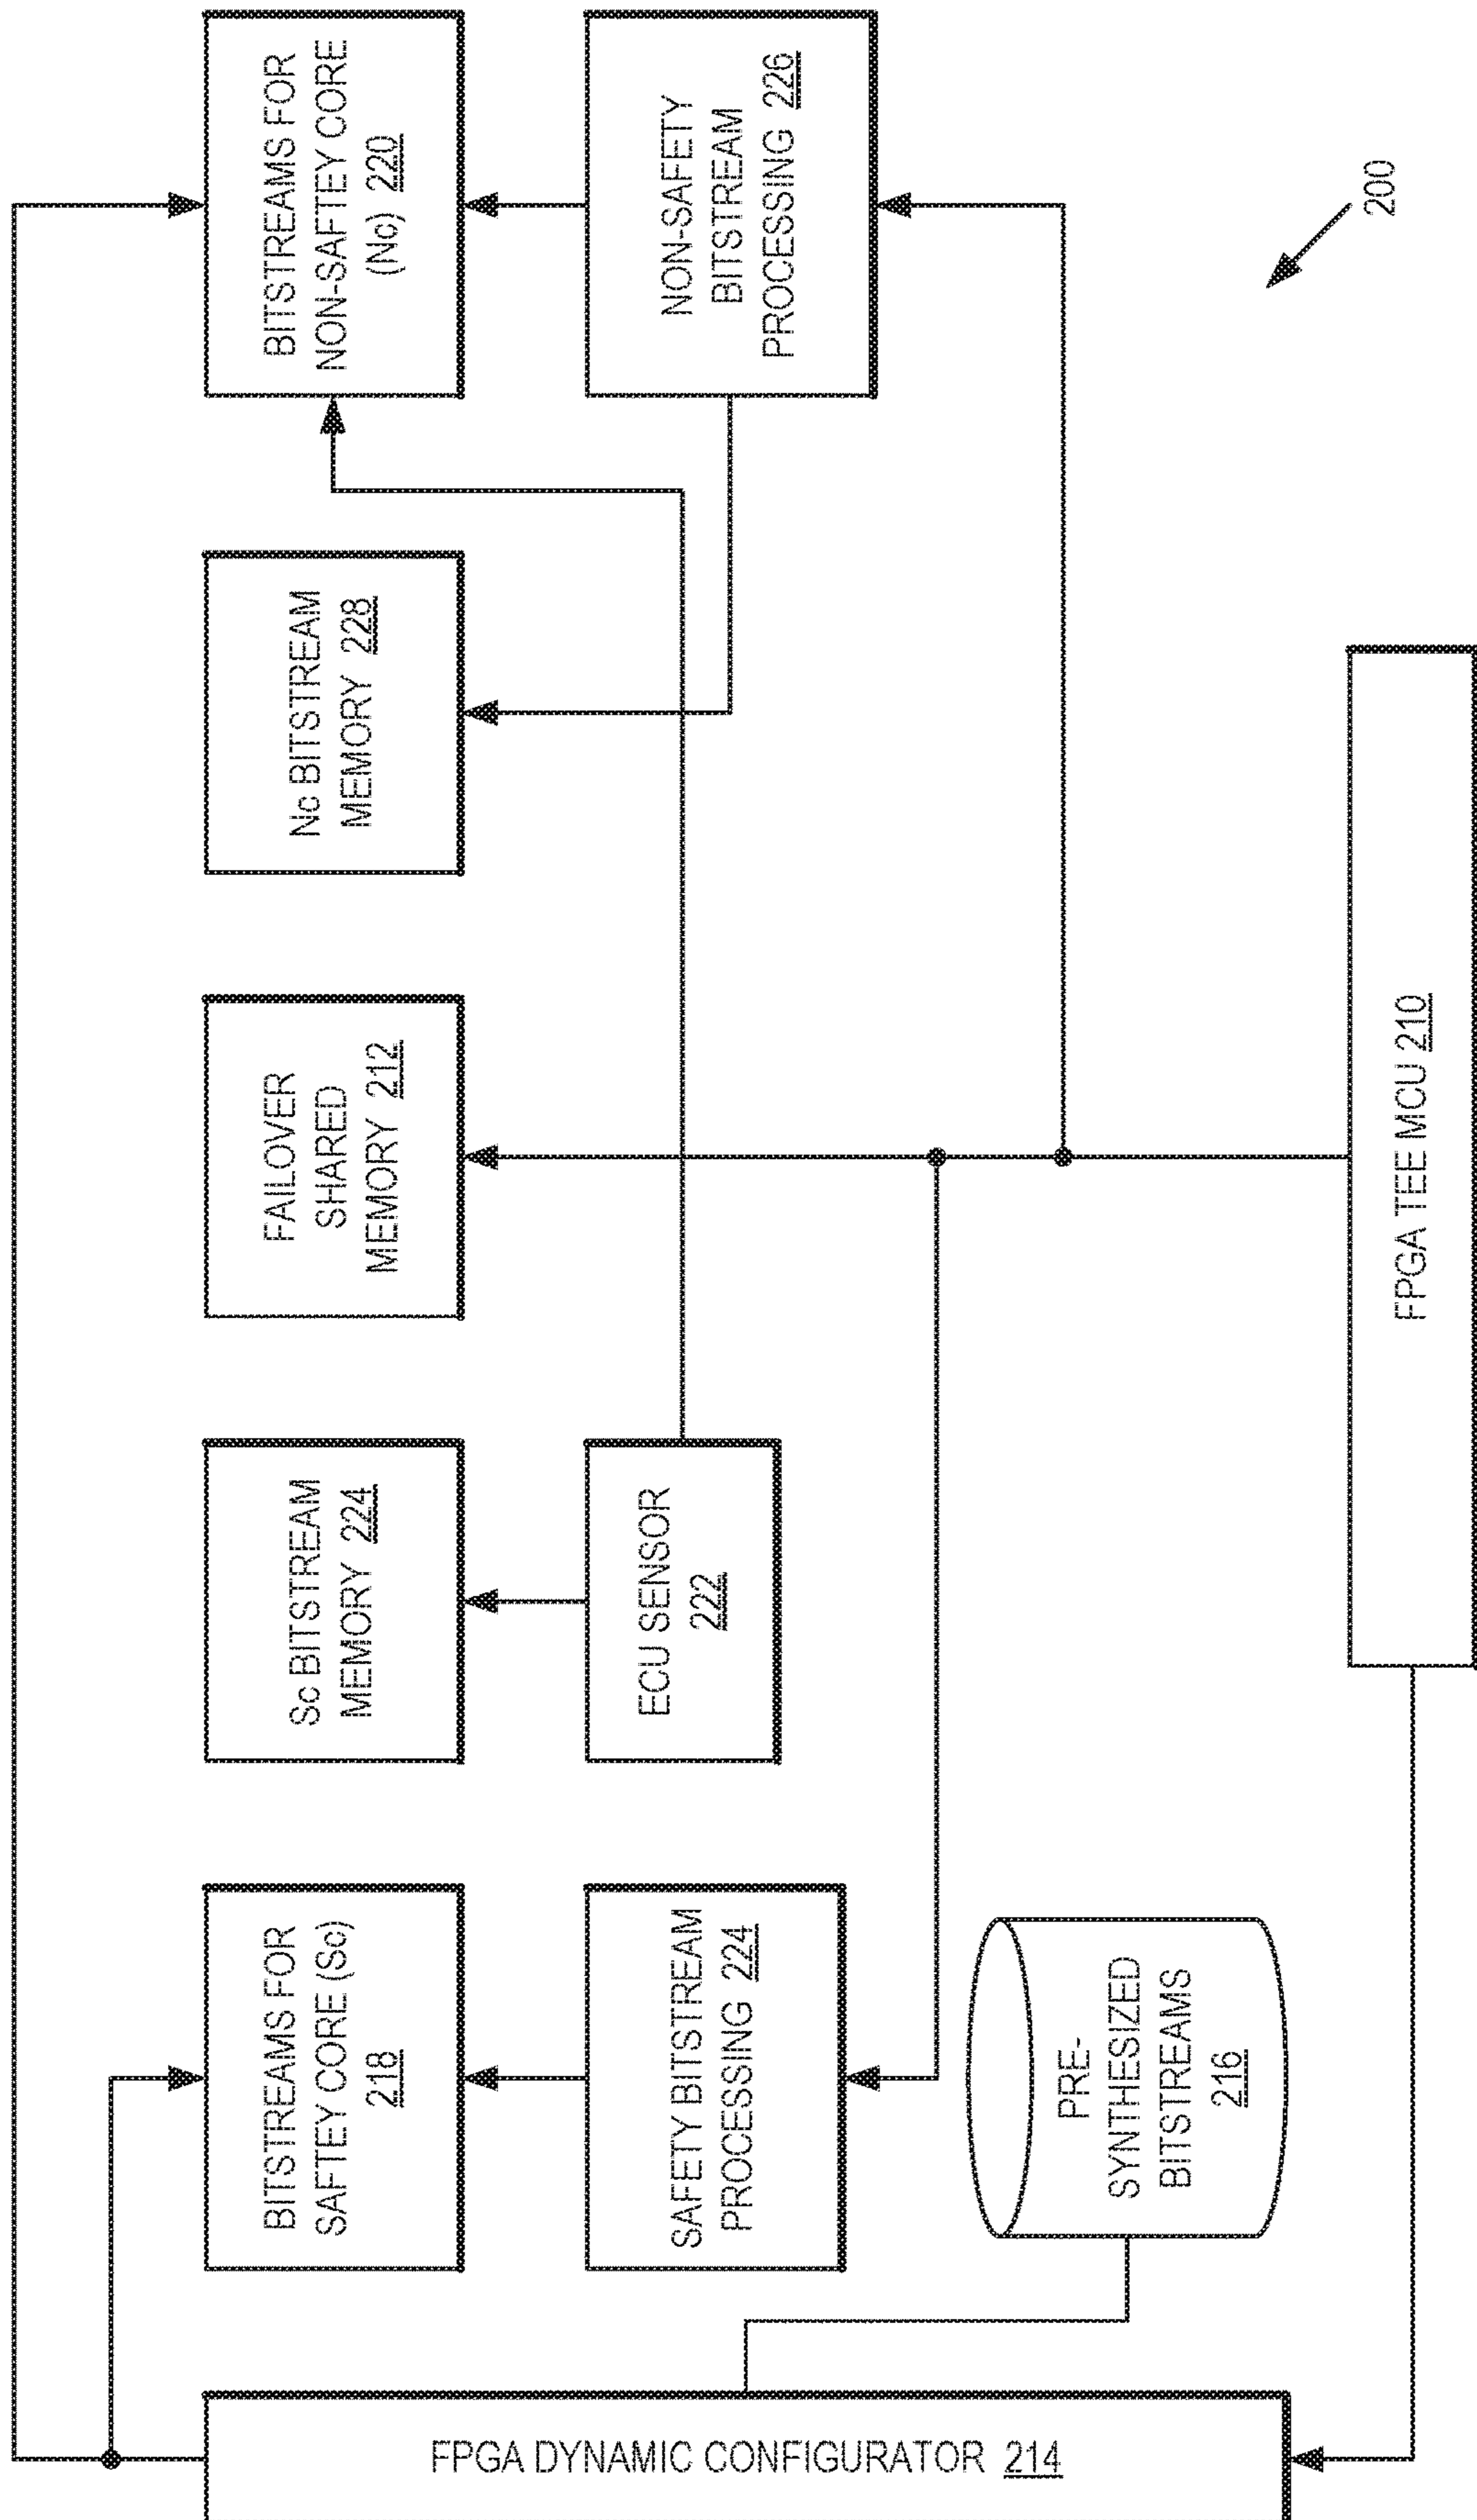 FPGA DYNAMIC CONFIGURATOR 214
BITSTREAMS FOR
SAFTEY CORE (Sc)
218
Sc BITSTREAM
MEMORY 224
FAILOVER
SHARED
MEMORY 212
Nc BITSTREAM
MEMORY 228
BITSTREAMS FOR
NON-SAFTEY CORE
(Nc) 220
SAFETY BITSTREAM
PROCESSING 224
ECU SENSOR
222
NON-SAFETY
BITSTREAM
PROCESSING 226
PRE-
SYNTHESIZED
BITSTREAMS
216
FPGA TEE MCU 210
200